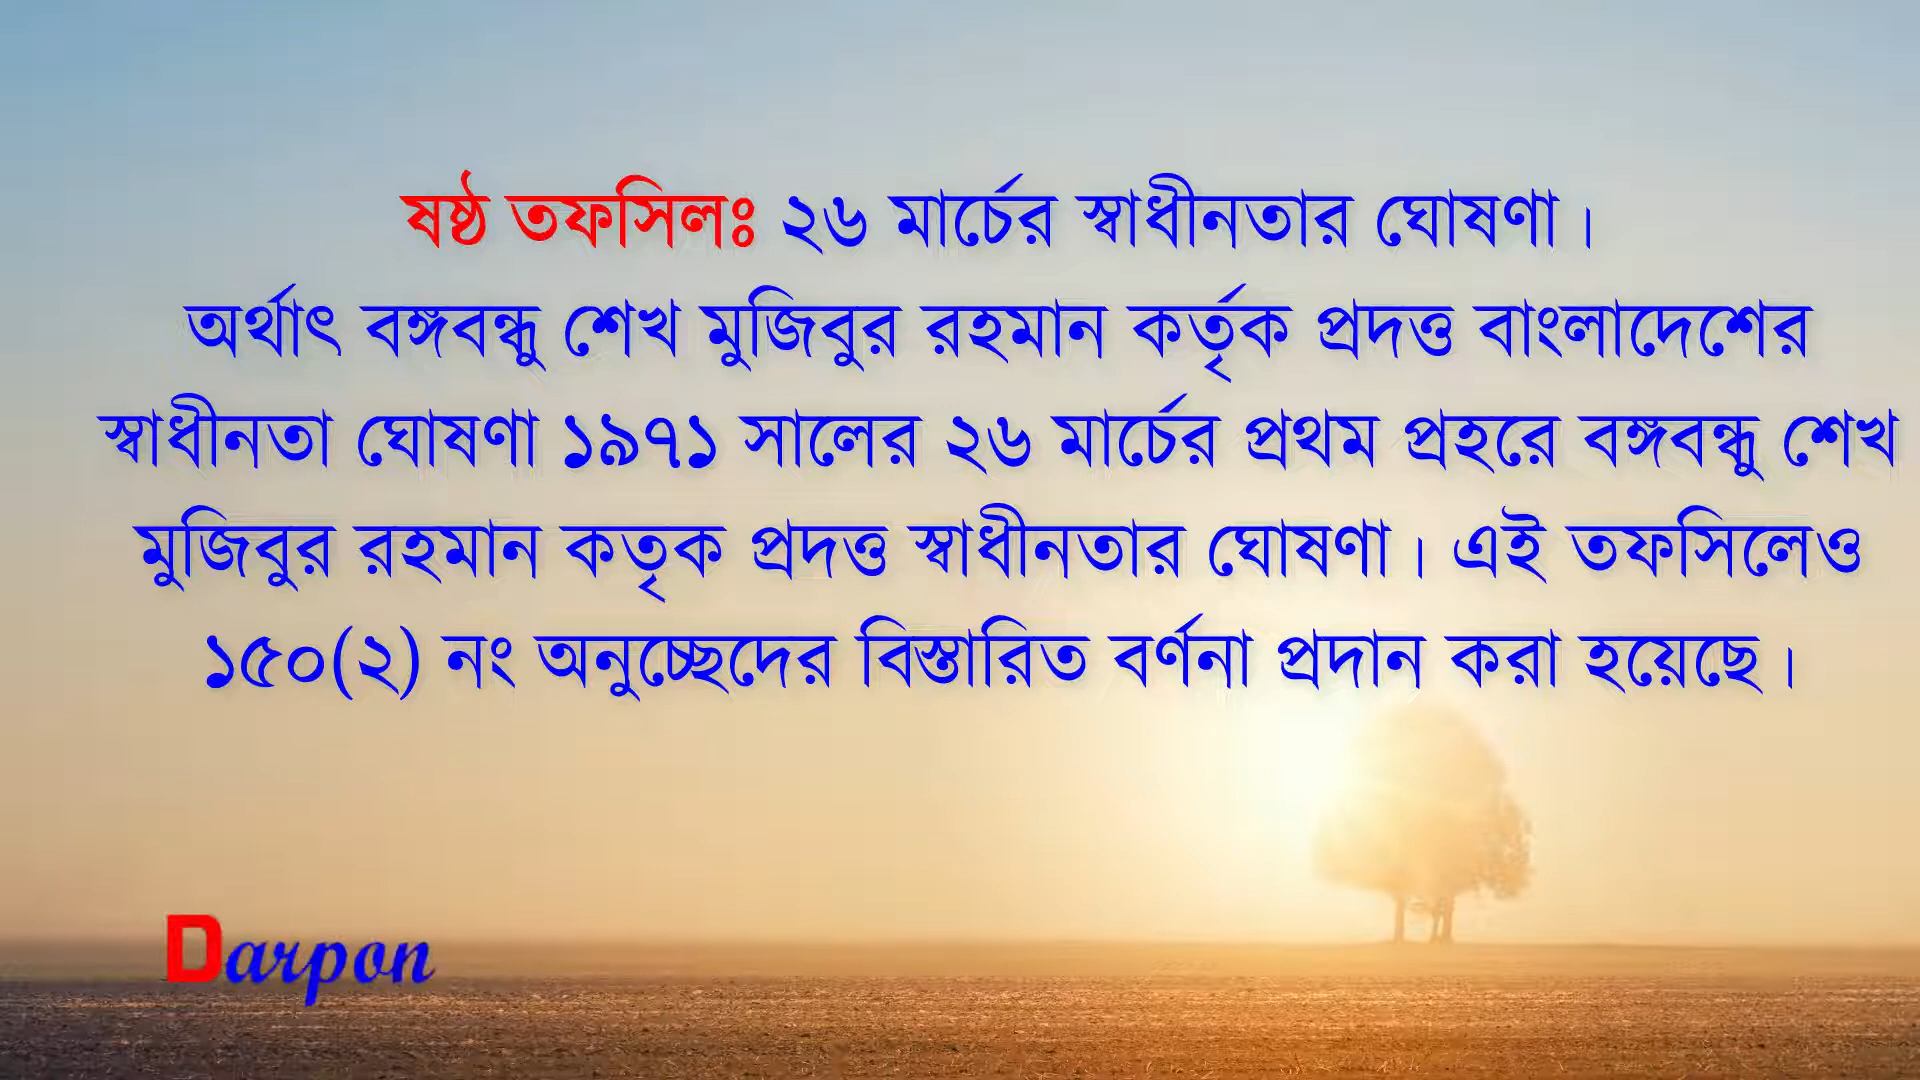 ষষ্ঠ তফসিলঃ ২৬ মার্চের স্বাধীনতার ঘোষণা।
অর্থাৎ বঙ্গবন্ধু শেখ মুজিবুর রহমান কর্তৃক প্রদত্ত বাংলাদেশের
স্বাধীনতা ঘোষণা ১৯৭১ সালের ২৬ মার্চের প্রথম প্রহরে বঙ্গবন্ধু শেখ
মুজিবুর রহমান কতৃক প্রদত্ত স্বাধীনতার ঘোষণা। এই তফসিলেও
১৫০(২) নং অনুচ্ছেদের বিস্তারিত বর্ণনা প্রদান করা হয়েছে।
Darpon